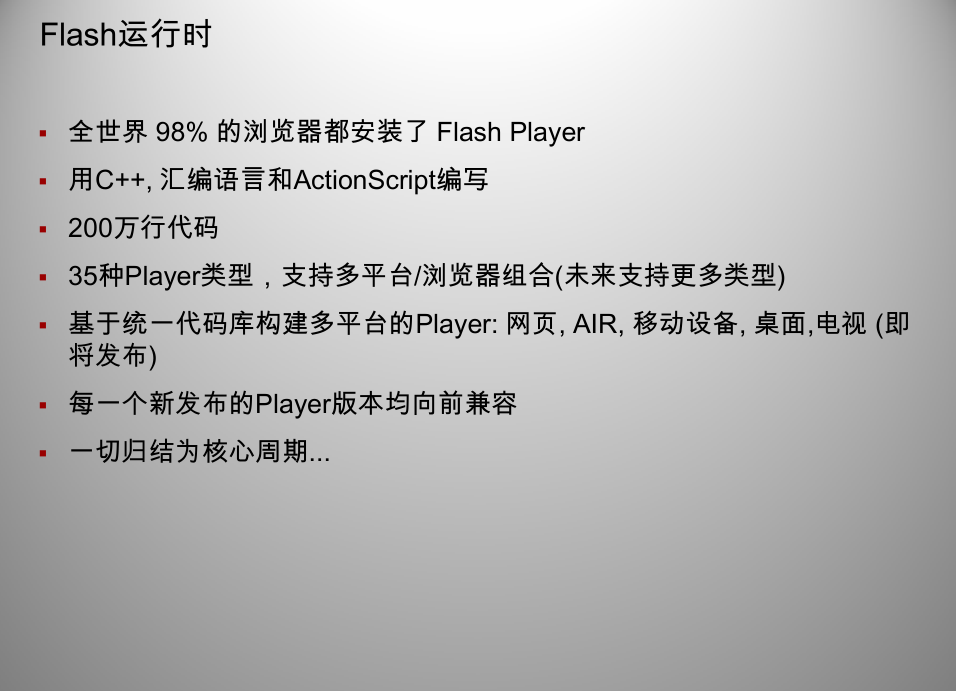 Flash运行时
全世界 98% 的浏览器都安装了 Flash Player
用C++, 汇编语言和ActionScript编写
200万行代码
35种Player类型，支持多平台/浏览器组合(未来支持更多类型)
基于统一代码库构建多平台的Player: 网页, AIR, 移动设备, 桌面,电视 (即
将发布)
每一个新发布的Player版本均向前兼容
一切归结为核心周期...